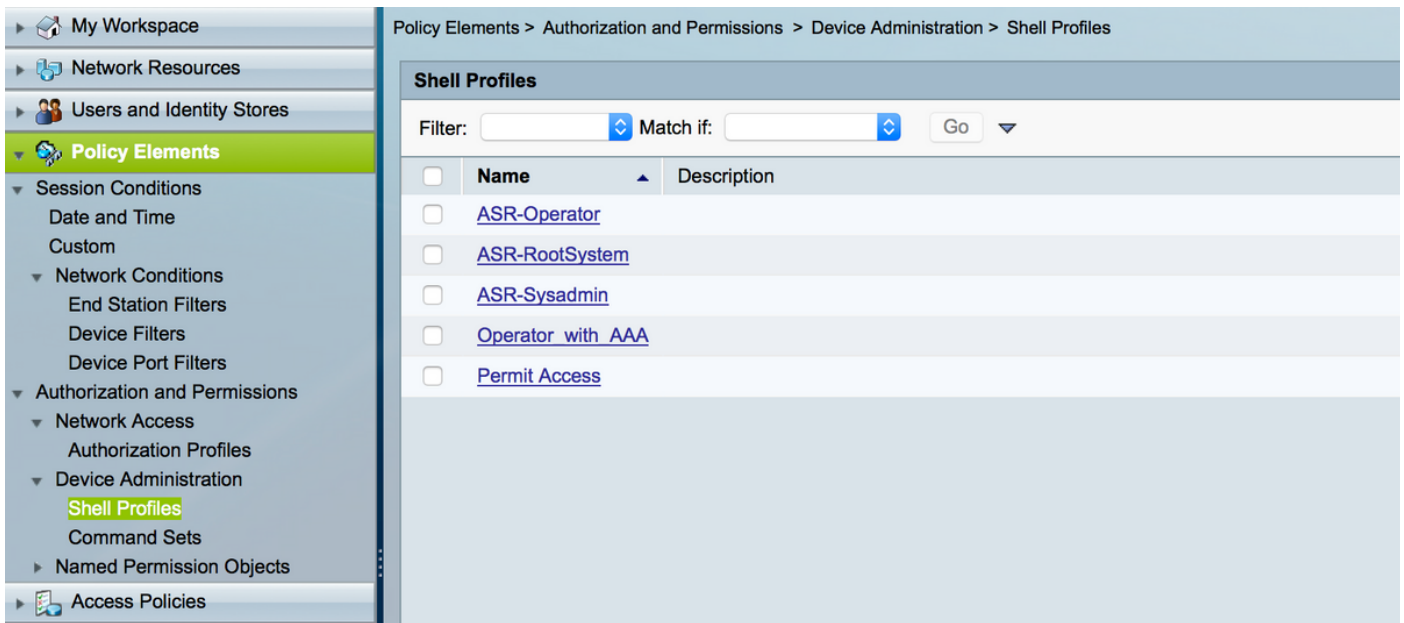 My Workspace
Network Resources
Users and Identity Stores
Policy Elements
Session Conditions
Date and Time
Custom
Network Conditions
End Station Filters
Device Filters
Device Port Filters
Authorization and Permissions
Network Access
Authorization Profiles
Device Administration
Shell Profiles
Command Sets
Named Permission Objects
Access Policies
Policy Elements > Authorization and Permissions > Device Administration > Shell Profiles
Shell Profiles
Filter: Match if: Go
Name Description
ASR-Operator
ASR-RootSystem
ASR-Sysadmin
Operator_with_AAA
Permit Access